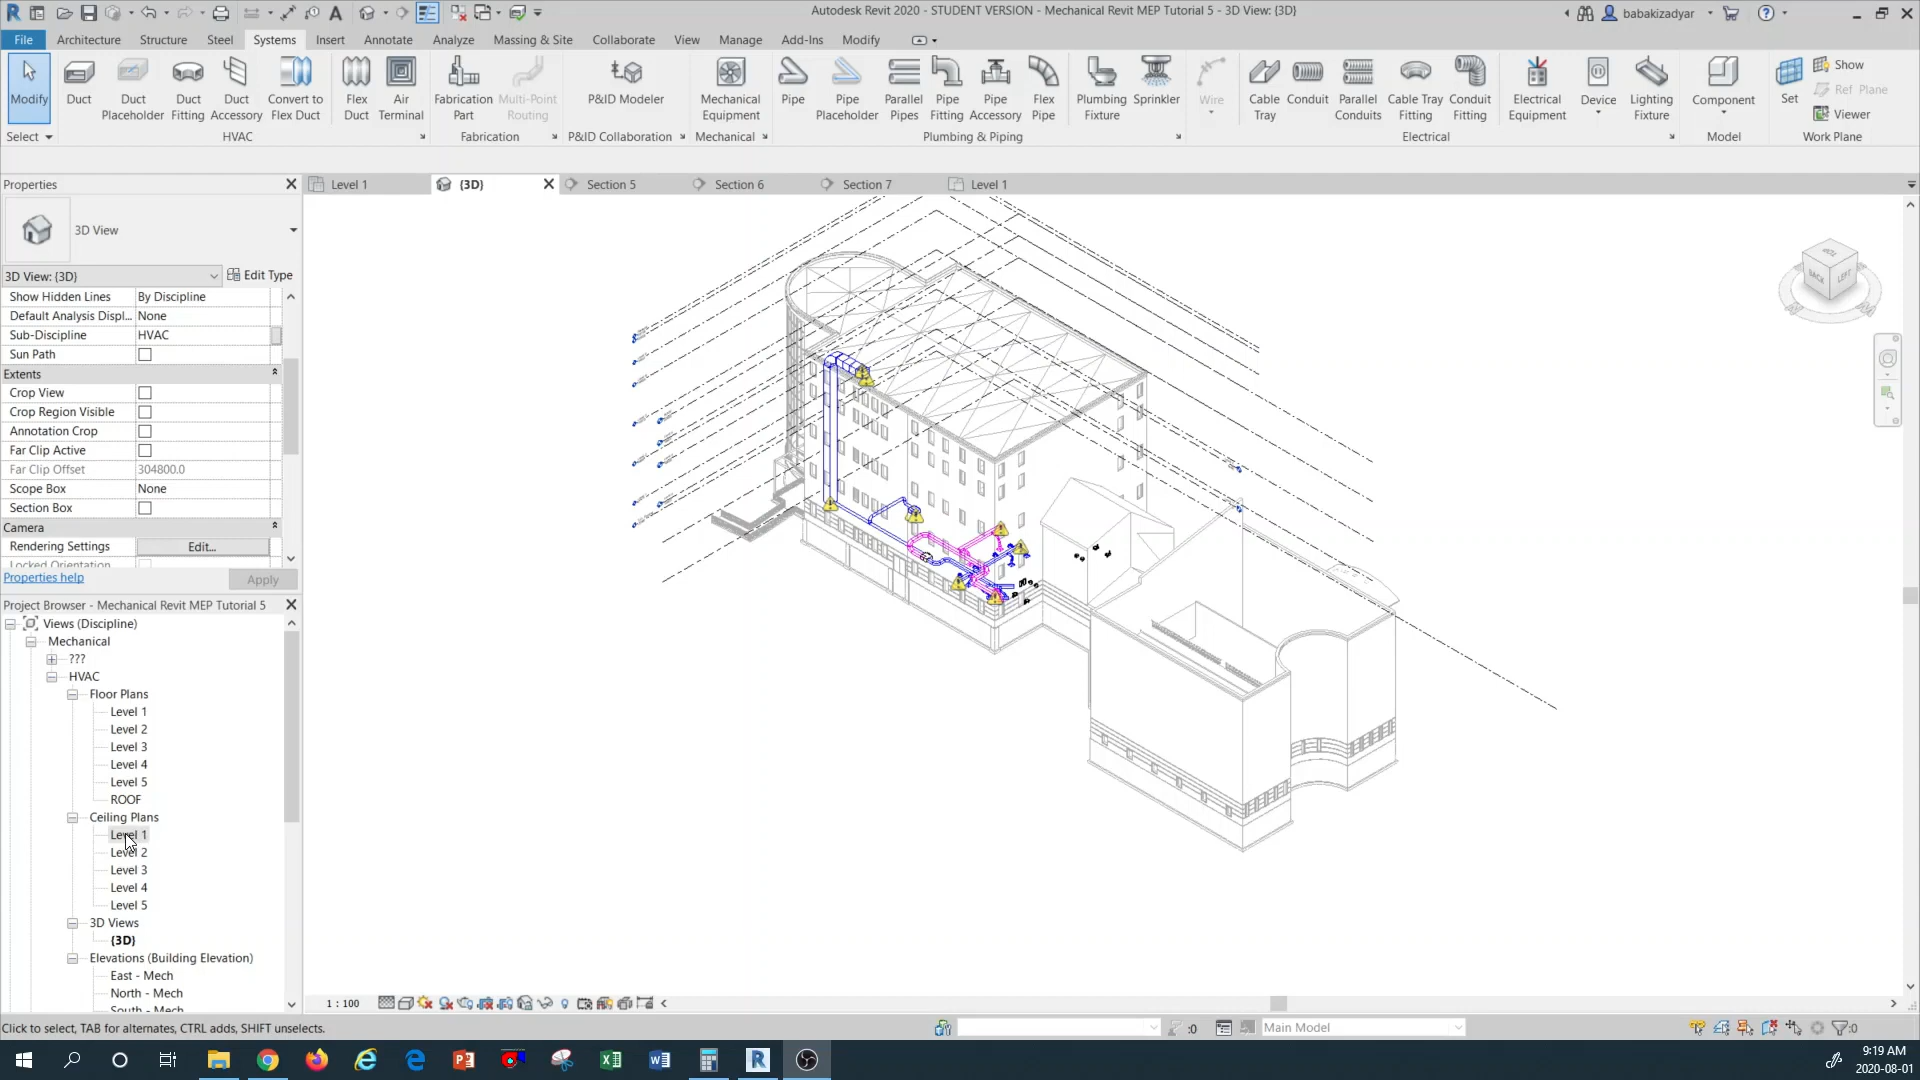 Autodesk Revit 2020 - STUDENT VERSION - Mechanical Revit MEP Tutorial 5 - 3D View: {3D}
babakizadyar
File Architecture Structure Steel Systems Insert Annotate Analyze Massing & Site Collaborate View Manage Add-Ins Modify
Modify Duct Duct Placeholder Duct Fitting Duct Accessory Convert to Flex Duct Flex Duct Air Terminal Fabrication Part Multi-Point Routing P&ID Modeler Mechanical Equipment Pipe Pipe Placeholder Parallel Pipes Pipe Fitting Pipe Accessory Flex Pipe Plumbing Fixture Sprinkler Wire Cable Tray Conduit Parallel Conduits Cable Tray Fitting Conduit Fitting Electrical Equipment Device Lighting Fixture Component Set Show Ref Plane Viewer
Select HVAC Fabrication P&ID Collaboration Mechanical Plumbing & Piping Electrical Model Work Plane
Properties
Level 1 {3D} Section 5 Section 6 Section 7 Level 1
3D View
3D View: {3D} Edit Type
Show Hidden Lines By Discipline
Default Analysis Displ... None
Sub-Discipline HVAC
Sun Path
Extents
Crop View
Crop Region Visible
Annotation Crop
Far Clip Active
Far Clip Offset 304800.0
Scope Box None
Section Box
Camera
Rendering Settings Edit...
Locked Orientation
Properties help Apply
BACK LEFT
Project Browser - Mechanical Revit MEP Tutorial 5
Views (Discipline)
Mechanical
???
HVAC
Floor Plans
Level 1
Level 2
Level 3
Level 4
Level 5
ROOF
Ceiling Plans
Level 1
Level 2
Level 3
Level 4
Level 5
3D Views
{3D}
Elevations (Building Elevation)
East - Mech
North - Mech
South - Mech
1 : 100
Click to select, TAB for alternates, CTRL adds, SHIFT unselects.
:0
Main Model
:0
9:19 AM
2020-08-01